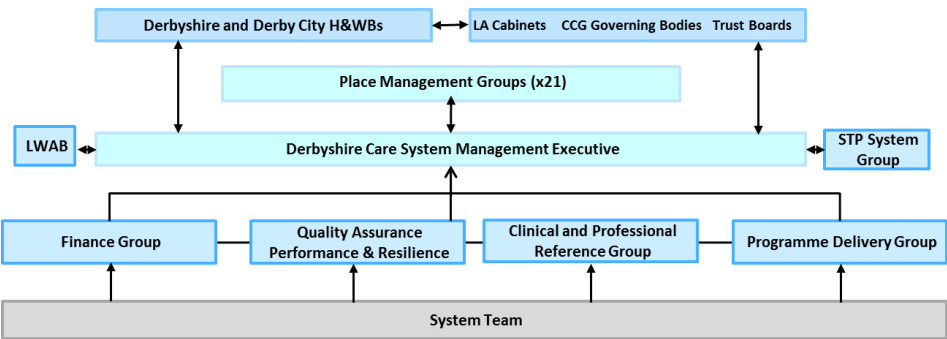 Derbyshire and Derby City H&WBs
LA Cabinets CCG Governing Bodies Trust Boards
Place Management Groups (x21)
LWAB
Derbyshire Care System Management Executive
STP System
Group
Finance Group
Quality Assurance
Performance & Resilience
Clinical and Professional
Reference Group
Programme Delivery Group
System Team